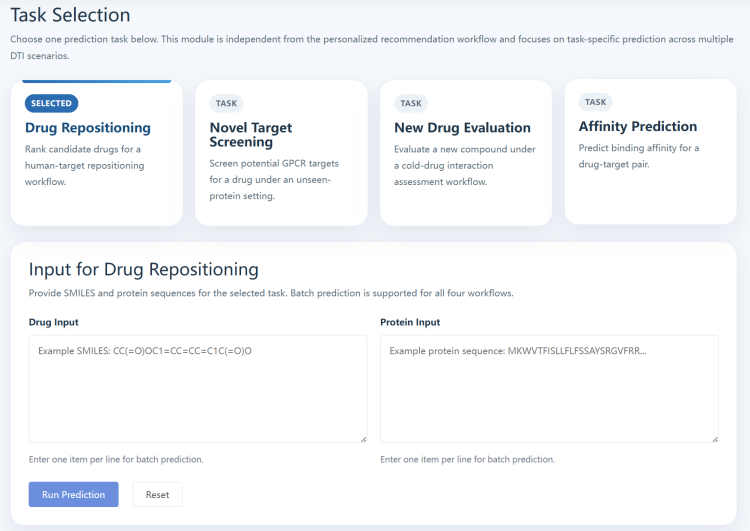 Task Selection
Choose one prediction task below. This module is independent from the personalized recommendation workflow and focuses on task-specific prediction across multiple
DTI scenarios.
SELECTED
Drug Repositioning
Rank candidate drugs for a
human-target repositioning
workflow.
TASK
Novel Target
Screening
Screen potential GPCR targets
for a drug under an unseen-
protein setting.
TASK
New Drug Evaluation
Evaluate a new compound under
a cold-drug interaction
assessment workflow.
TASK
Affinity Prediction
Predict binding affinity for a
drug-target pair.
Input for Drug Repositioning
Provide SMILES and protein sequences for the selected task. Batch prediction is supported for all four workflows.
Drug Input
Example SMILES: CC(=O)OC1=CC=CC=C1C(=O)O
Enter one item per line for batch prediction.
Protein Input
Example protein sequence: MKWVTFISLLFLFSSAYSRGVFRR...
Enter one item per line for batch prediction.
Run Prediction
Reset